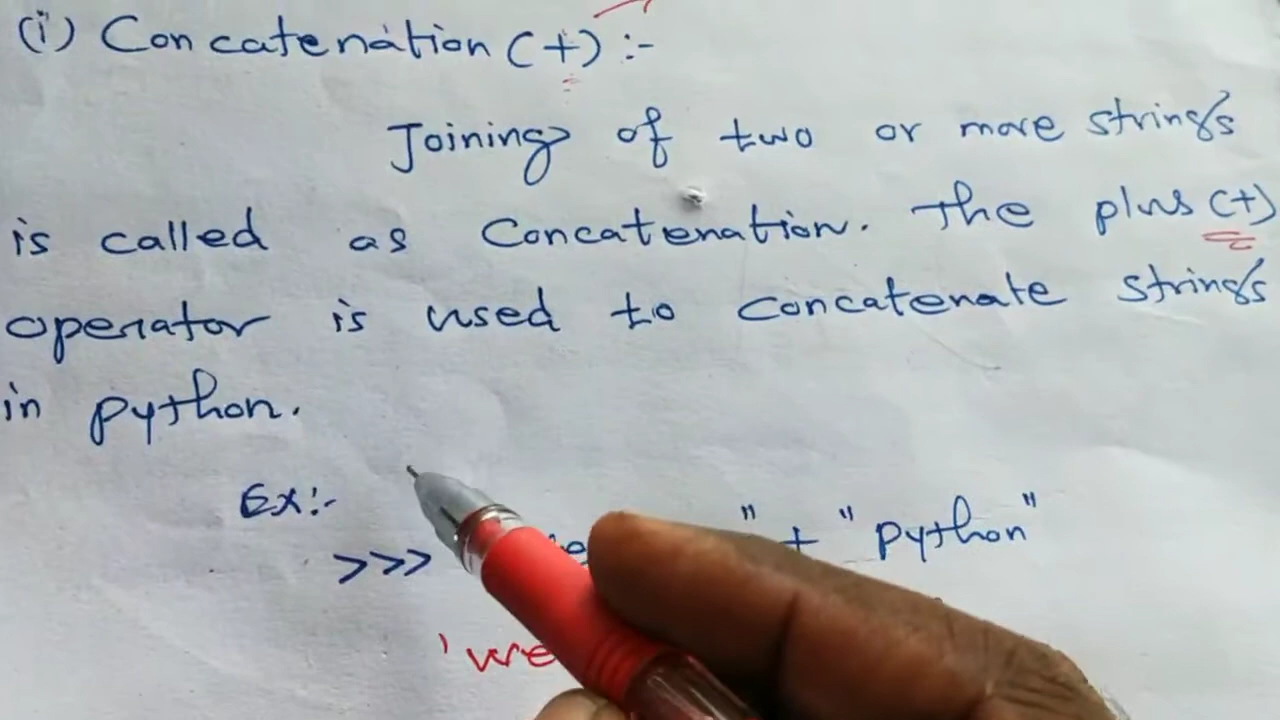 (i) Concatenation (+) :-
Joining of two or more strings
is called as Concatenation. The plus (+)
operator is used to concatenate strings
in python.
Ex:-
>>> " + "python"
'we